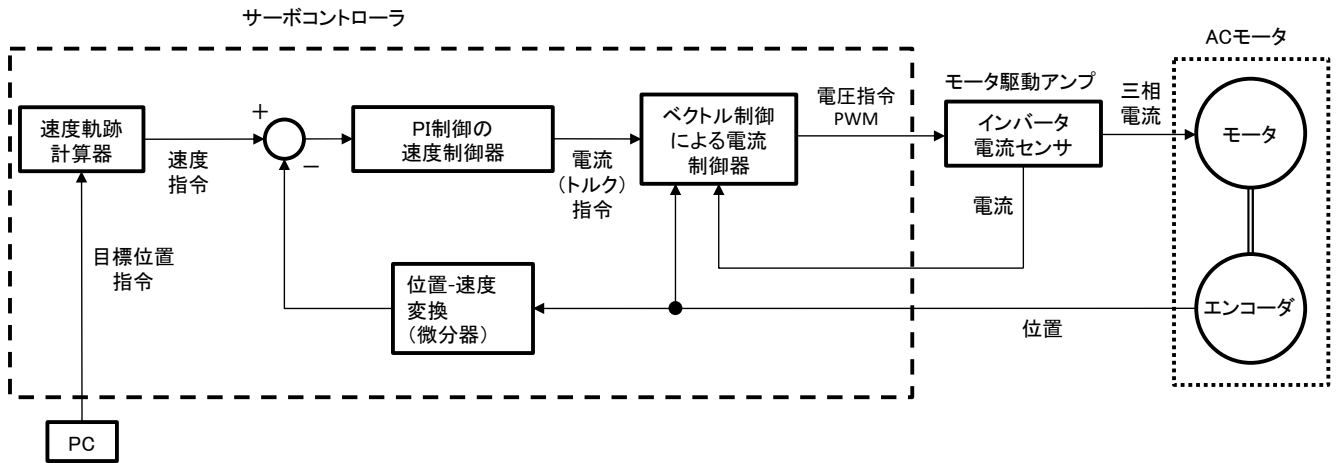 サーボコントローラ
ACモータ
速度軌跡
計算器
速度
指令
+
−
PI制御の
速度制御器
電流
(トルク)
指令
ベクトル制御
による電流
制御器
電圧指令
PWM
モータ駆動アンプ
インバータ
電流センサ
三相
電流
モータ
電流
目標位置
指令
位置-速度
変換
(微分器)
位置
エンコーダ
PC